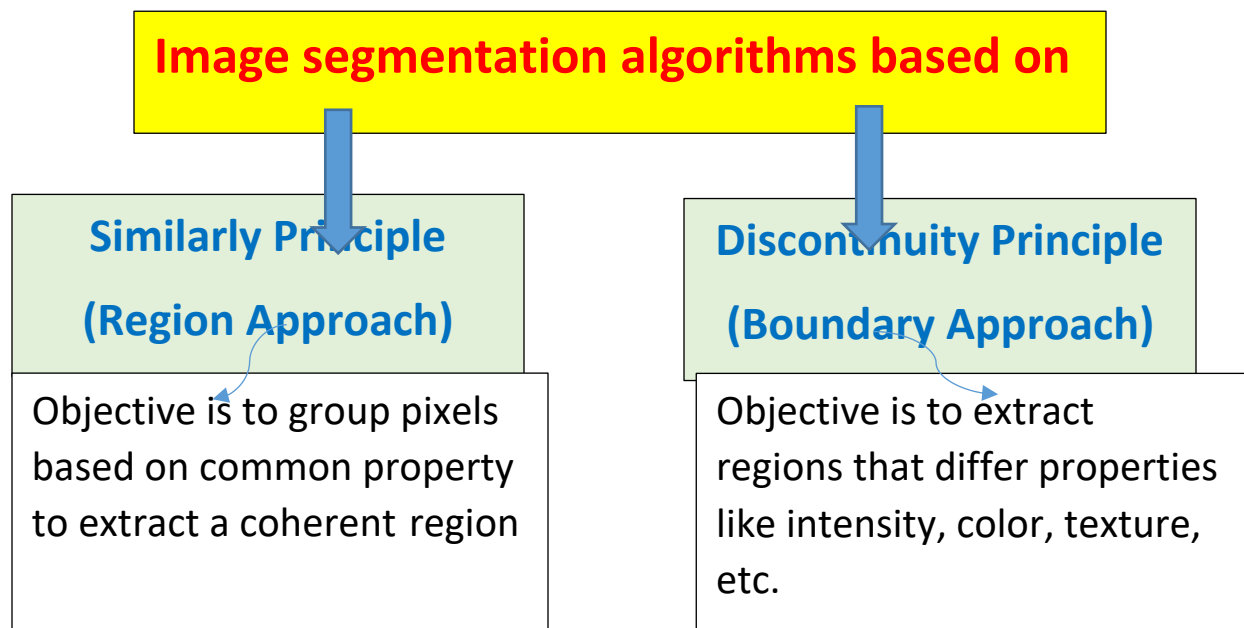 Image segmentation algorithms based on
Similarly Principle
(Region Approach)
Objective is to group pixels
based on common property
to extract a coherent region
Discontinuity Principle
(Boundary Approach)
Objective is to extract
regions that differ properties
like intensity, color, texture,
etc.